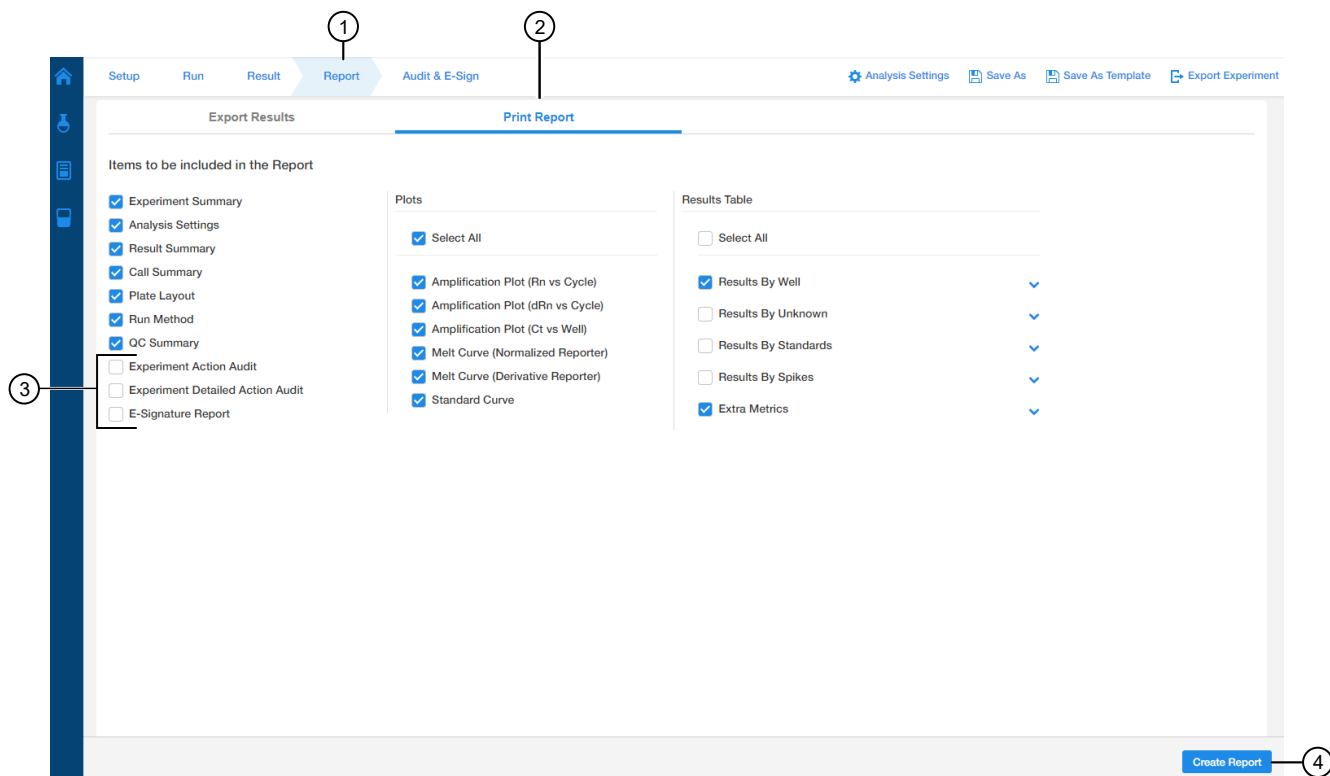 1
2
Setup Run Result Report Audit & E-Sign Analysis Settings Save As Save As Template Export Experiment
Export Results Print Report
Items to be included in the Report
Experiment Summary
Analysis Settings
Result Summary
Call Summary
Plate Layout
Run Method
QC Summary
3
Experiment Action Audit
Experiment Detailed Action Audit
E-Signature Report
Plots
Select All
Amplification Plot (Rn vs Cycle)
Amplification Plot (dRn vs Cycle)
Amplification Plot (Ct vs Well)
Melt Curve (Normalized Reporter)
Melt Curve (Derivative Reporter)
Standard Curve
Results Table
Select All
Results By Well
Results By Unknown
Results By Standards
Results By Spikes
Extra Metrics
Create Report
4